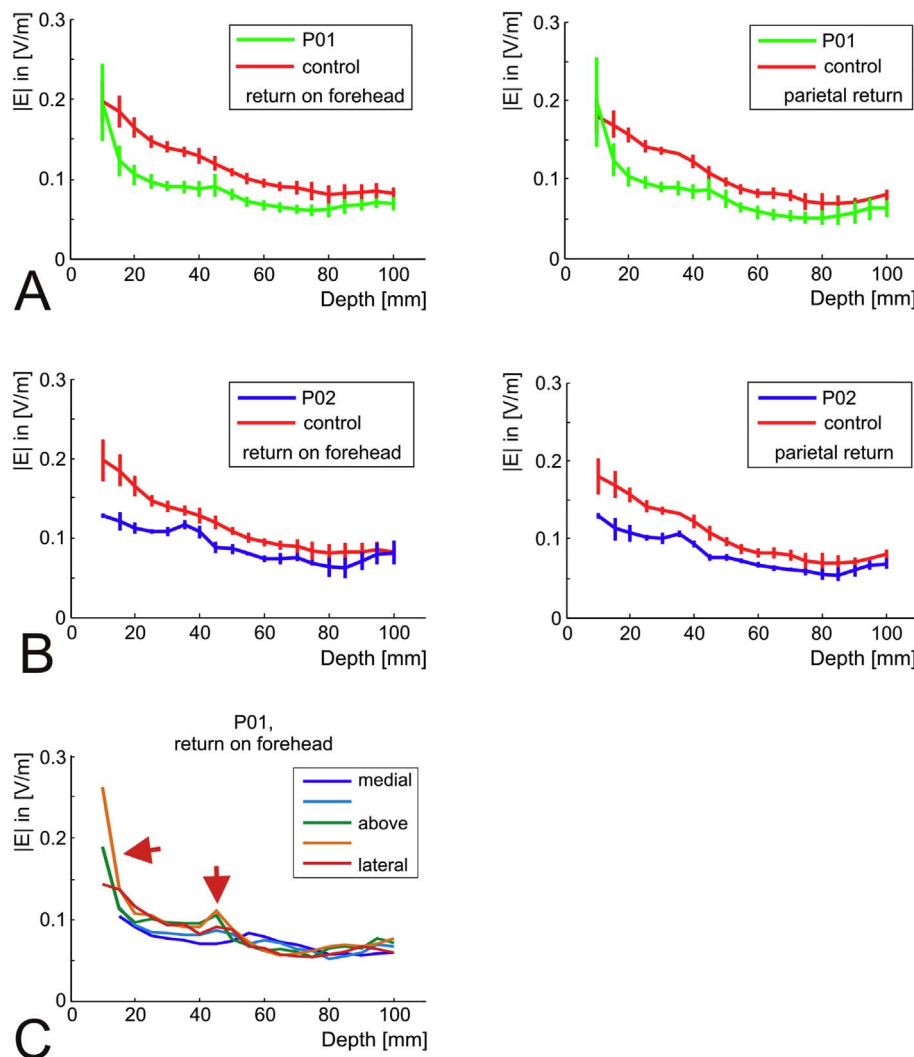 |E| in [V/m]
0.3
0.2
0.1
0
0 20 40 60 80 100
Depth [mm]
P01
control
return on forehead
|E| in [V/m]
0.3
0.2
0.1
0
0 20 40 60 80 100
Depth [mm]
P01
control
parietal return
A
|E| in [V/m]
0.3
0.2
0.1
0
0 20 40 60 80 100
Depth [mm]
P02
control
return on forehead
|E| in [V/m]
0.3
0.2
0.1
0
0 20 40 60 80 100
Depth [mm]
P02
control
parietal return
B
P01,
return on forehead
|E| in [V/m]
0.3
0.2
0.1
0
0 20 40 60 80 100
Depth [mm]
medial
above
lateral
C